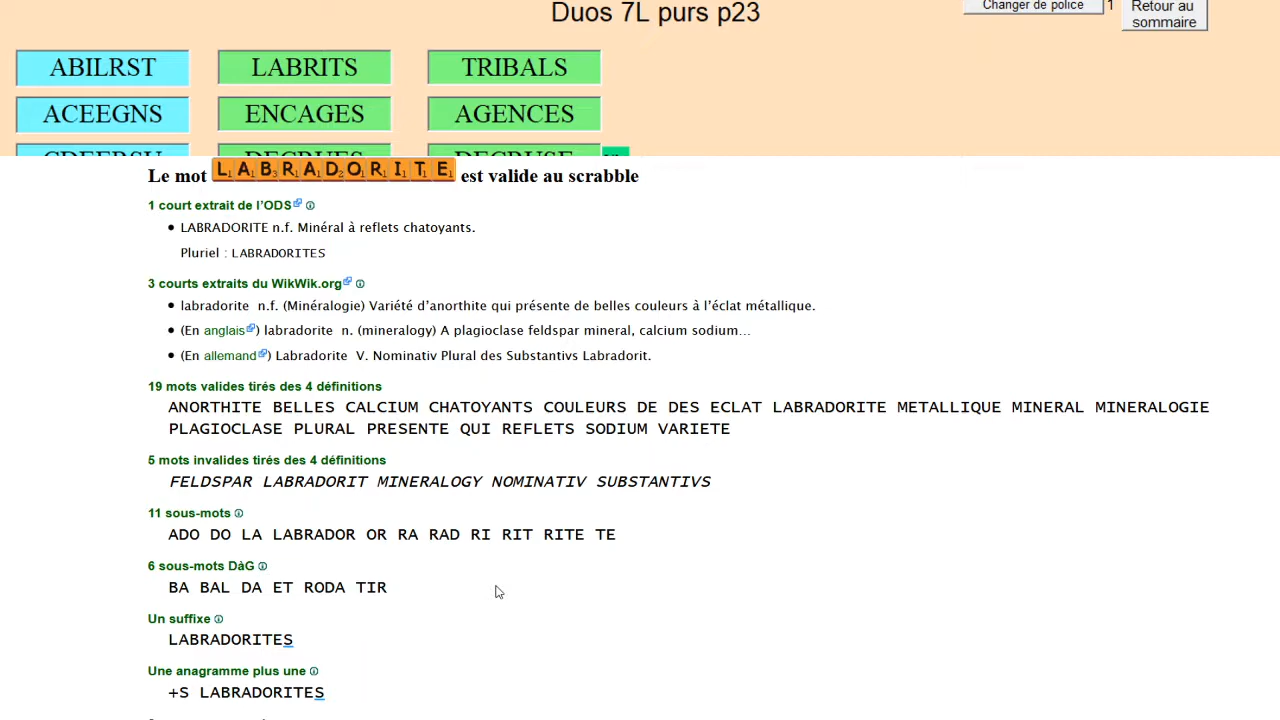 Duos 7L purs p23
Changer de police
1
Retour au
sommaire
ABILRST LABRITS TRIBALS
ACEEGNS ENCAGES AGENCES
Le mot LABRADORITE est valide au scrabble
1 court extrait de l’ODS
• LABRADORITE n.f. Minéral à reflets chatoyants.
Pluriel : LABRADORITES
3 courts extraits du WikWik.org
• labradorite n.f. (Minéralogie) Variété d’anorthite qui présente de belles couleurs à l’éclat métallique.
• (En anglais) labradorite n. (mineralogy) A plagioclase feldspar mineral, calcium sodium…
• (En allemand) Labradorite V. Nominativ Plural des Substantivs Labradorit.
19 mots valides tirés des 4 définitions
ANORTHITE BELLES CALCIUM CHATOYANTS COULEURS DE DES ECLAT LABRADORITE METALLIQUE MINERAL MINERALOGIE
PLAGIOCLASE PLURAL PRESENTE QUI REFLETS SODIUM VARIETE
5 mots invalides tirés des 4 définitions
FELDSPAR LABRADORIT MINERALOGY NOMINATIV SUBSTANTIVS
11 sous-mots
ADO DO LA LABRADOR OR RA RAD RI RIT RITE TE
6 sous-mots DàG
BA BAL DA ET RODA TIR
Un suffixe
LABRADORITES
Une anagramme plus une
+S LABRADORITES